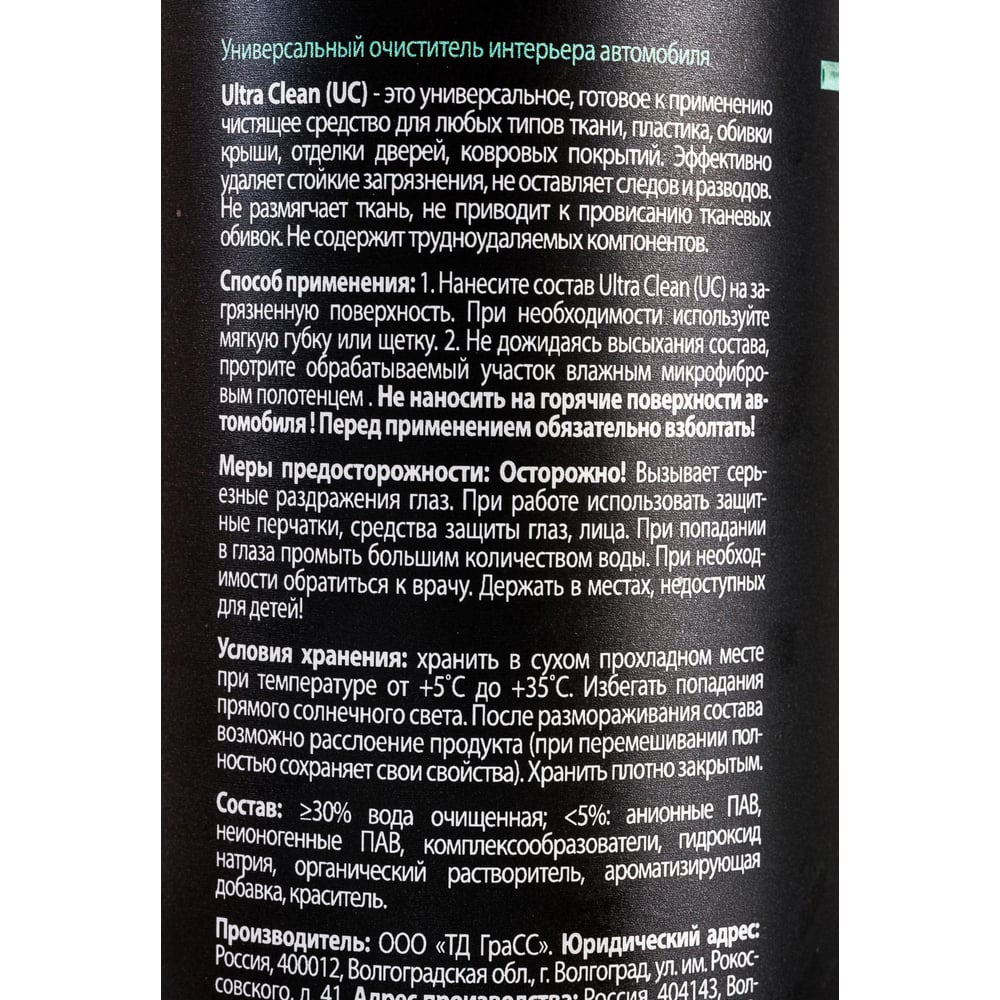 Универсальный очиститель интерьера автомобиля
Ultra Clean (UC) - это универсальное, готовое к применению
чистящее средство для любых типов ткани, пластика, обивки
крыши, отделки дверей, ковровых покрытий. Эффективно
удаляет стойкие загрязнения, не оставляет следов и разводов.
Не размягчает ткань, не приводит к провисанию тканевых
обивок. Не содержит трудноудаляемых компонентов.
Способ применения: 1. Нанесите состав Ultra Clean (UC) на за-
грязненную поверхность. При необходимости используйте
мягкую губку или щетку. 2. Не дожидаясь высыхания состава,
протрите обрабатываемый участок влажным микрофибро-
вым полотенцем . Не наносить на горячие поверхности ав-
томобиля ! Перед применением обязательно взболтать!
Меры предосторожности: Осторожно! Вызывает серь-
езные раздражения глаз. При работе использовать защит-
ные перчатки, средства защиты глаз, лица. При попадании
в глаза промыть большим количеством воды. При необход-
имости обратиться к врачу. Держать в местах, недоступных
для детей!
Условия хранения: хранить в сухом прохладном месте
при температуре от +5°С до +35°С. Избегать попадания
прямого солнечного света. После размораживания состава
возможно расслоение продукта (при перемешивании пол-
ностью сохраняет свои свойства). Хранить плотно закрытым.
Состав: ≥30% вода очищенная; <5%: анионные ПАВ,
неионогенные ПАВ, комплексообразователи, гидроксид
натрия, органический растворитель, ароматизирующая
добавка, краситель.
Производитель: ООО «ТД ГраСС». Юридический адрес:
Россия, 400012, Волгоградская обл., г. Волгоград, ул. им. Рокос-
совского, д. 41. Адрес производства: Россия, 404143, Вол-